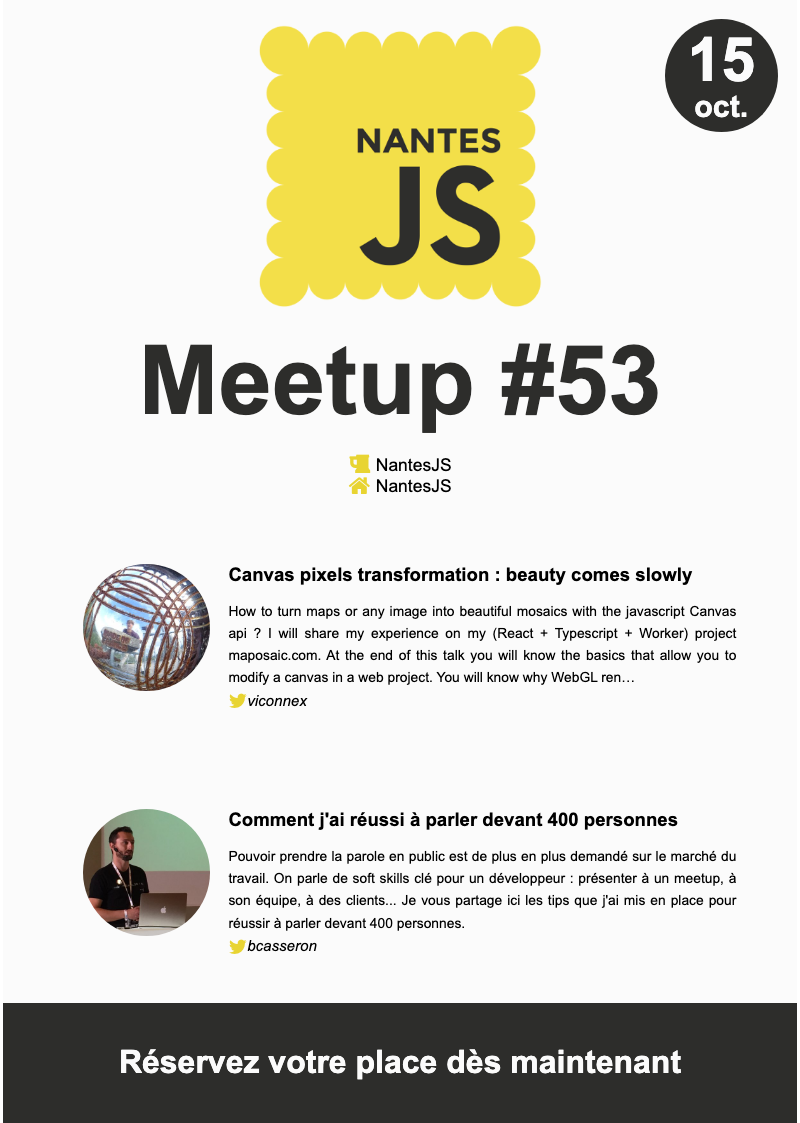 15
oct.
NANTES
JS
Meetup #53
NantesJS
NantesJS
Canvas pixels transformation : beauty comes slowly
How to turn maps or any image into beautiful mosaics with the javascript Canvas
api ? I will share my experience on my (React + Typescript + Worker) project
maposaic.com. At the end of this talk you will know the basics that allow you to
modify a canvas in a web project. You will know why WebGL ren…
viconnex
Comment j'ai réussi à parler devant 400 personnes
Pouvoir prendre la parole en public est de plus en plus demandé sur le marché du
travail. On parle de soft skills clé pour un développeur : présenter à un meetup, à
son équipe, à des clients... Je vous partage ici les tips que j'ai mis en place pour
réussir à parler devant 400 personnes.
bcasseron
Réservez votre place dès maintenant